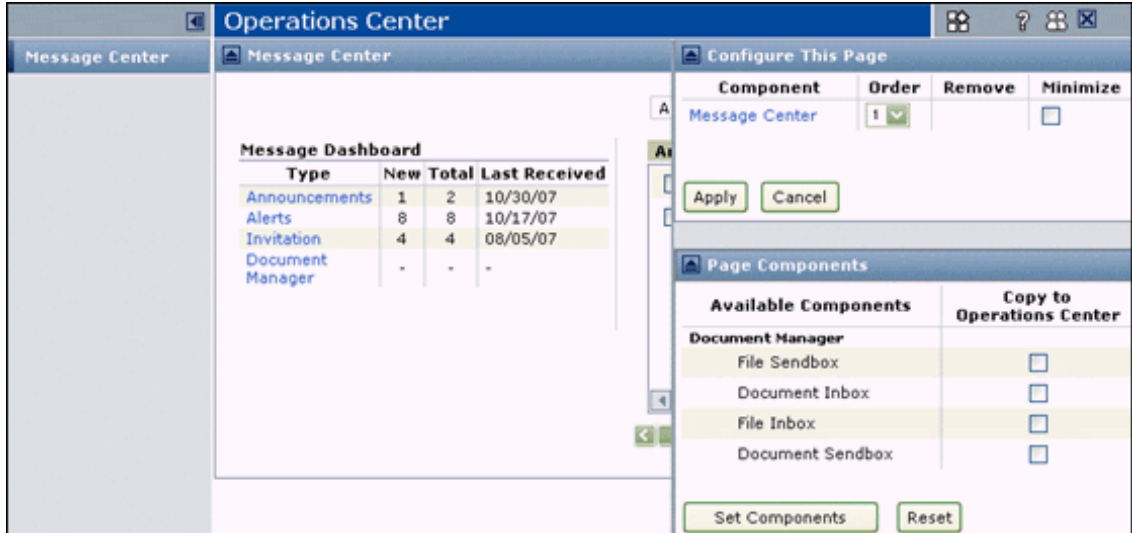 Operations Center
?
Message Center
Message Center
Message Dashboard
Type New Total Last Received
Announcements 1 2 10/30/07
Alerts 8 8 10/17/07
Invitation 4 4 08/05/07
Document
Manager - - -
Configure This Page
Component Order Remove Minimize
Message Center 1
Apply Cancel
Page Components
Available Components Copy to
Operations Center
Document Manager
File Sendbox
Document Inbox
File Inbox
Document Sendbox
Set Components Reset